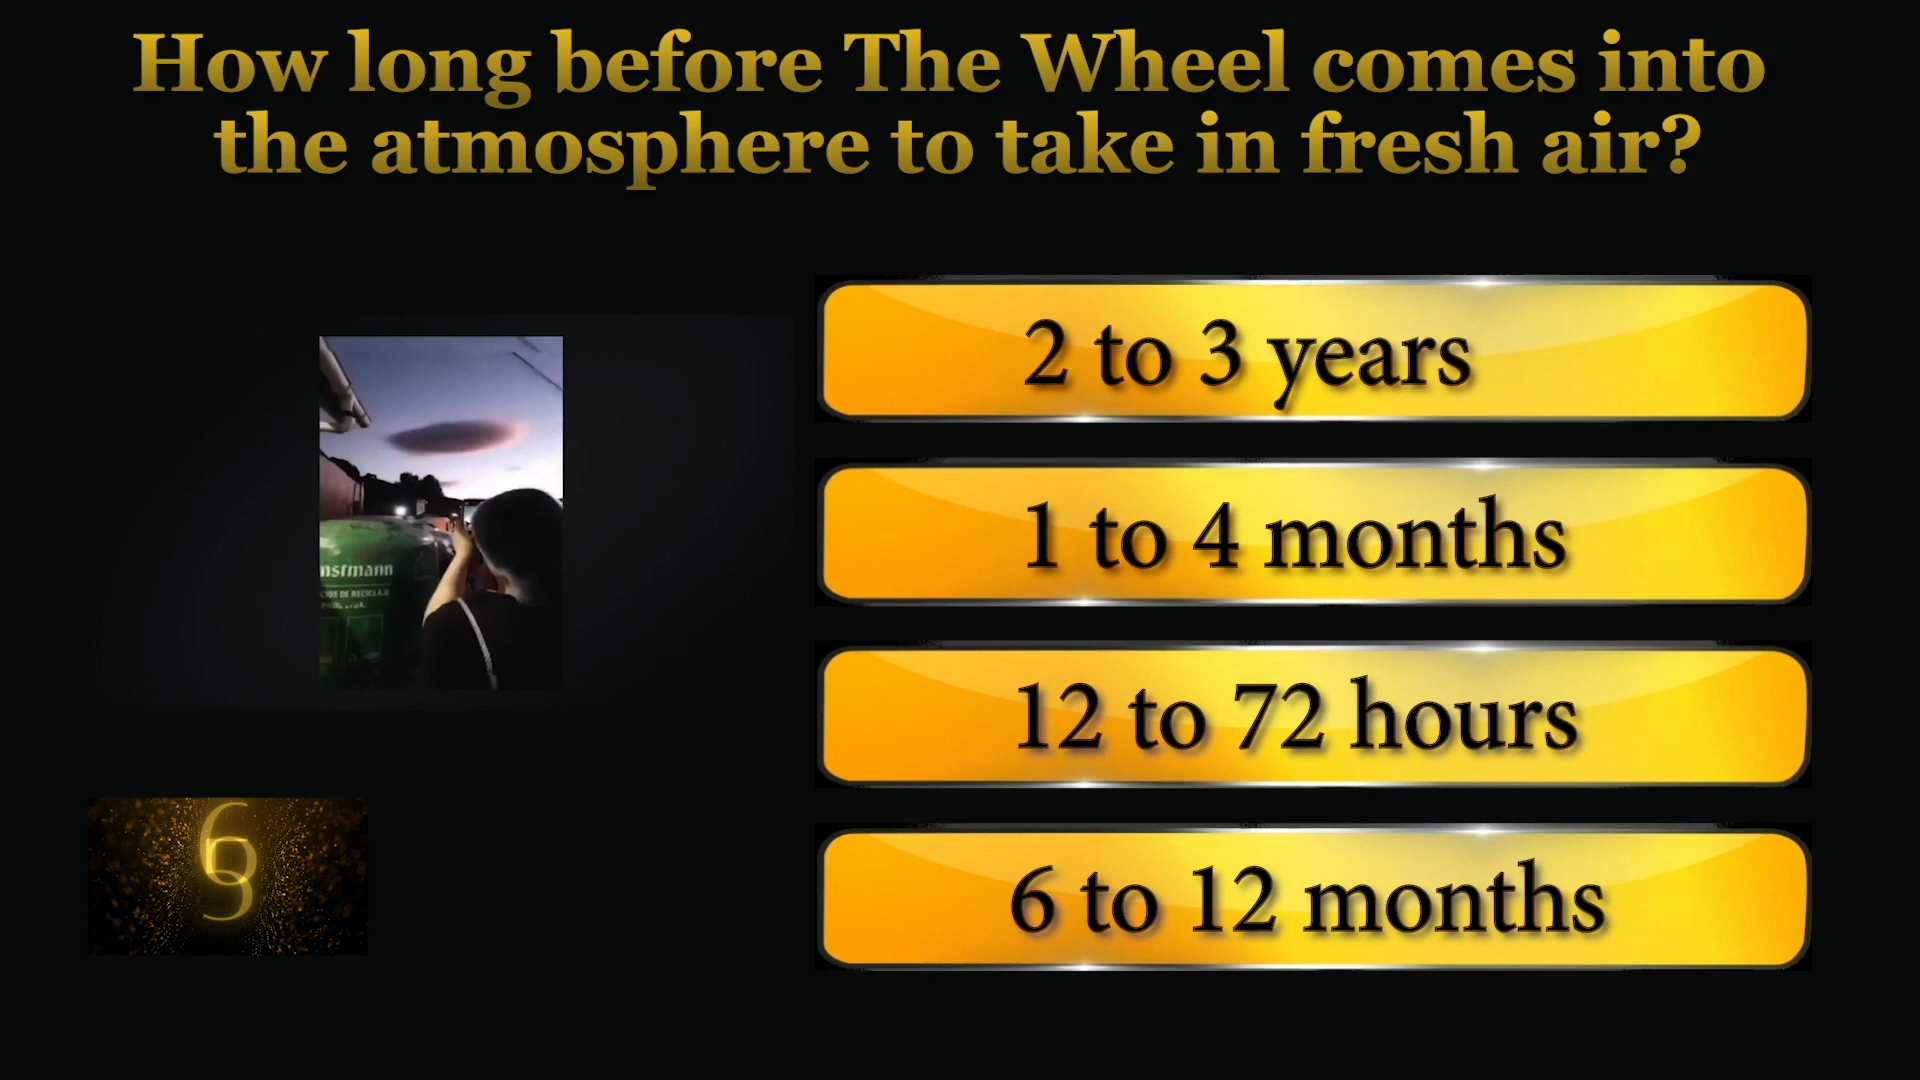 How long before The Wheel comes into
the atmosphere to take in fresh air?
2 to 3 years
1 to 4 months
12 to 72 hours
6 to 12 months
nstmann